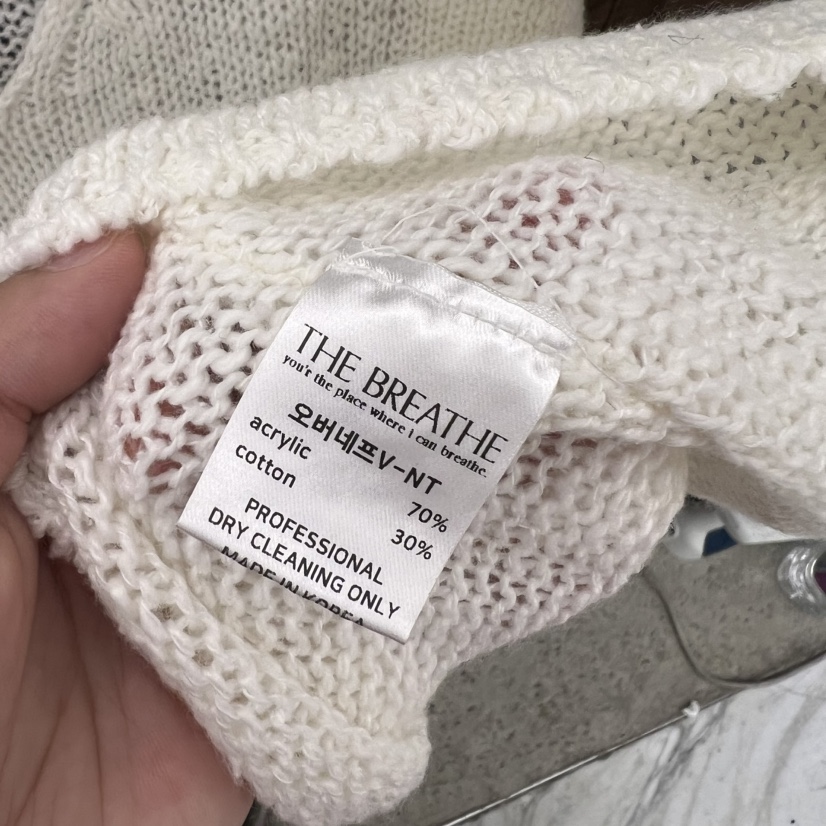 THE BREATHE
you'r the place where i can breathe.
오버네프V-NT
acrylic 70%
cotton 30%
PROFESSIONAL
DRY CLEANING ONLY
MADE IN KOREA